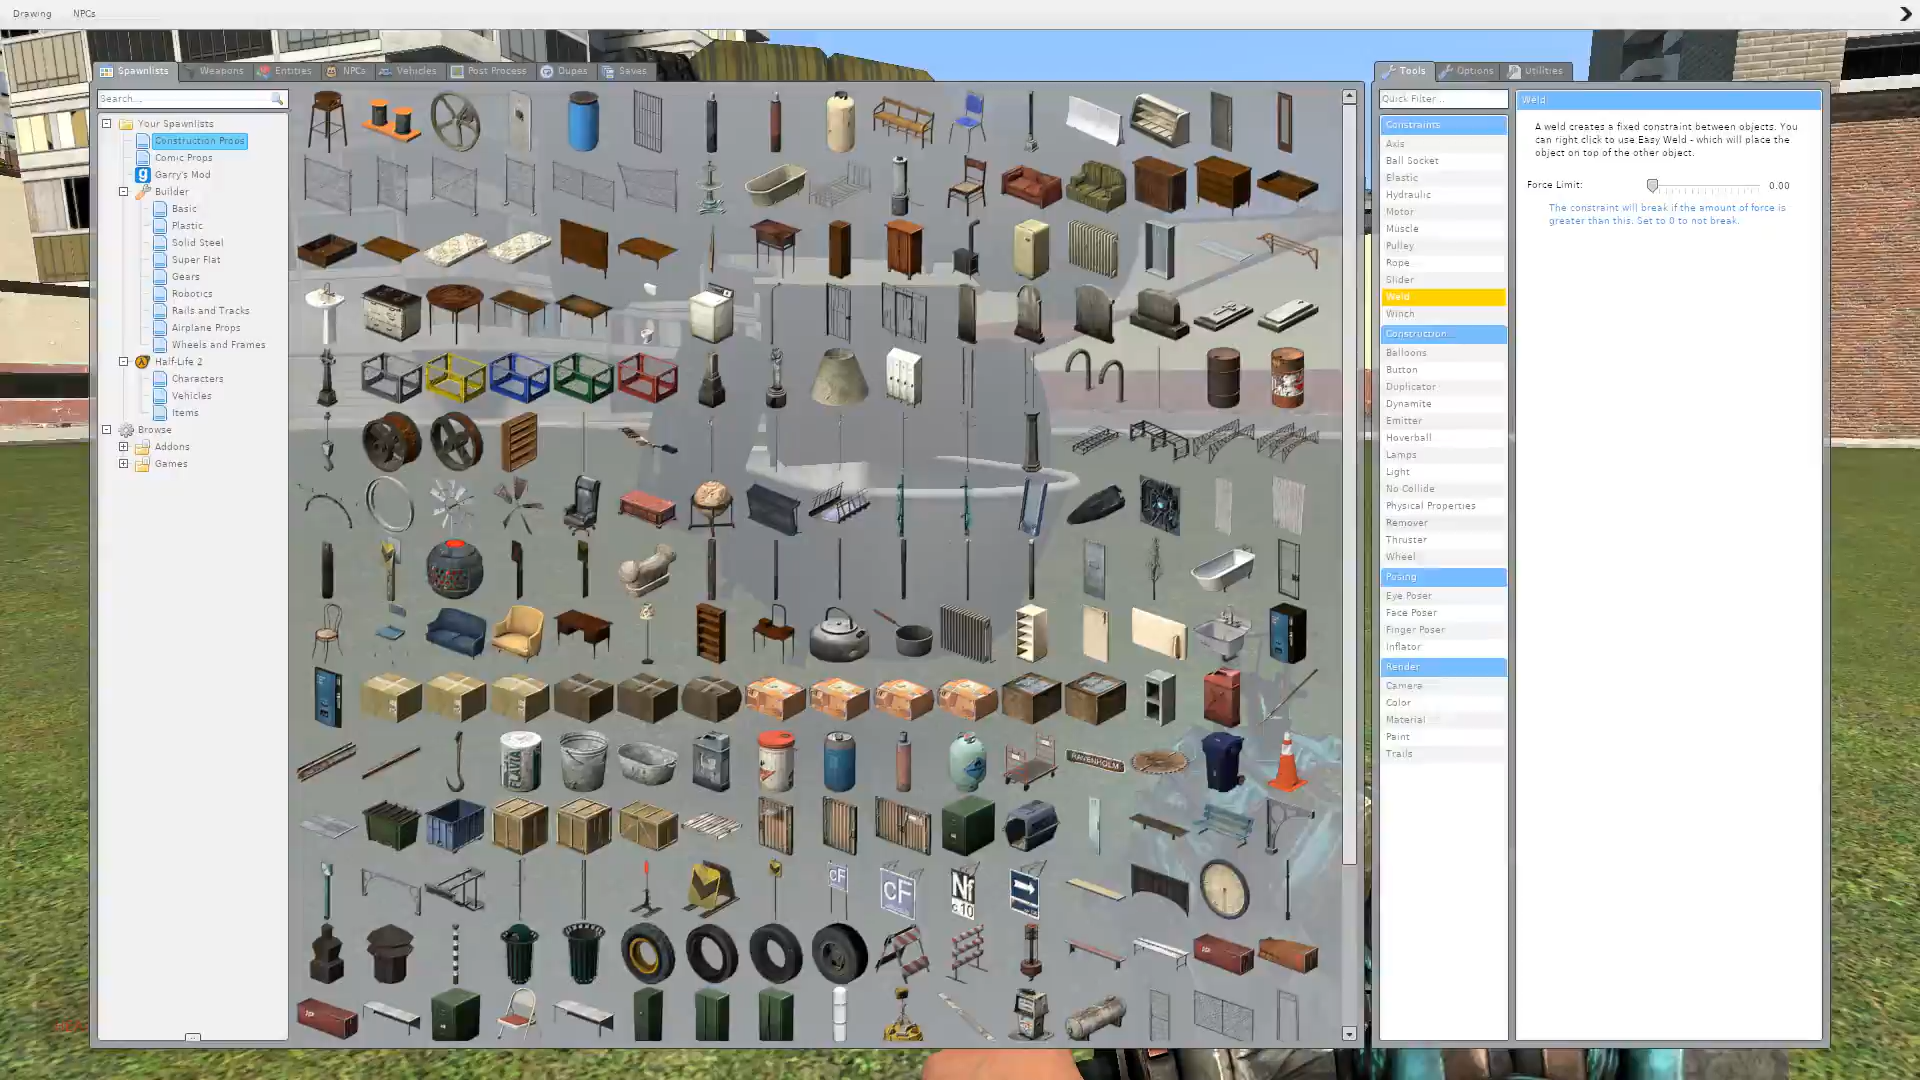 Drawing NPCs
Spawnlists Weapons Entities NPCs Vehicles Post Process Dupes Saves
Search...
Your Spawnlists
Construction Props
Comic Props
Garry's Mod
Builder
Basic
Plastic
Solid Steel
Super Flat
Gears
Robotics
Rails and Tracks
Airplane Props
Wheels and Frames
Half-Life 2
Characters
Vehicles
Items
Browse
Addons
Games
RAVENHOLM
cF
cF
Nf
c10
Tools Options Utilities
Quick Filter...
Constraints
Axis
Ball Socket
Elastic
Hydraulic
Motor
Muscle
Pulley
Rope
Slider
Weld
Winch
Construction
Balloons
Button
Duplicator
Dynamite
Emitter
Hoverball
Lamps
Light
No Collide
Physical Properties
Remover
Thruster
Wheel
Posing
Eye Poser
Face Poser
Finger Poser
Inflator
Render
Camera
Color
Material
Paint
Trails
Weld
A weld creates a fixed constraint between objects. You
can right click to use Easy Weld - which will place the
object on top of the other object.
Force Limit: 0.00
The constraint will break if the amount of force is
greater than this. Set to 0 to not break.